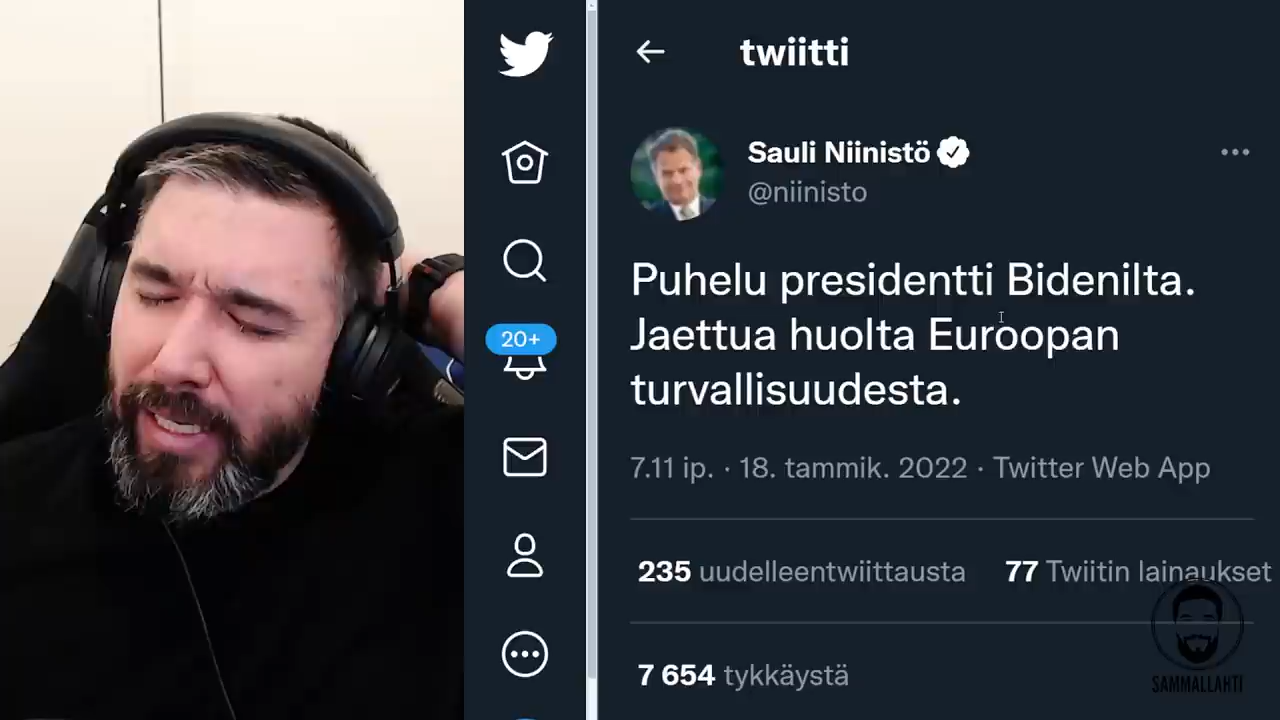 twiitti
Sauli Niinistö
@niinisto
20+
Puhelu presidentti Bidenilta.
Jaettua huolta Euroopan
turvallisuudesta.
7.11 ip. · 18. tammik. 2022 · Twitter Web App
235 uudelleentwiittausta 77 Twiitin lainaukset
7 654 tykkäystä
SAMMALLAHTI